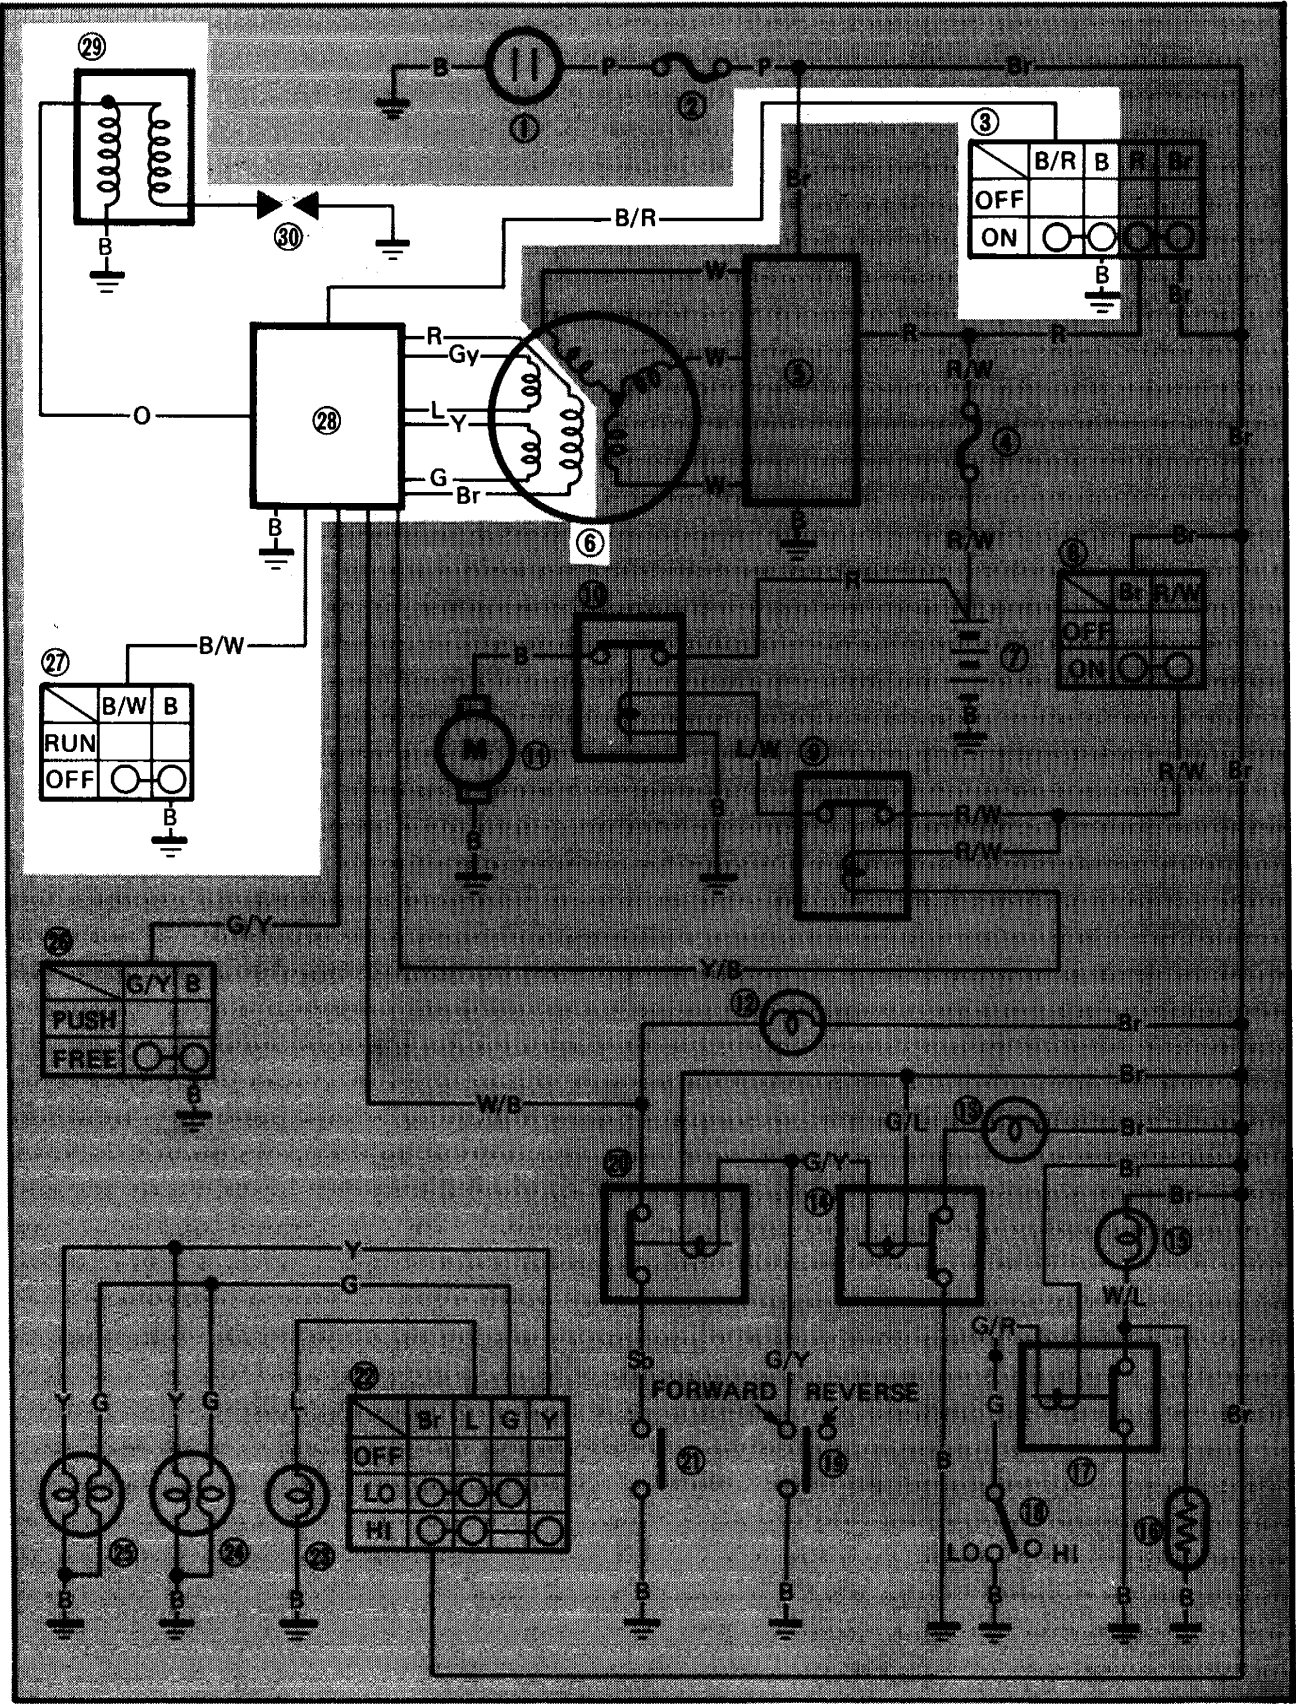 29
B P P Br
1 2
3
B/R B R Br
OFF
ON
B
Br
Br
B/R
B
30
W
R
Gy
L
Y
G
Br
W
W
5
R R
R/W
4
Br
O
28
6
B
B
R/W
8
Br
Br R/W
OFF
ON
10
R
7
B
B
11
M
L/W
9
R/W Br
R/W
R/W
B
B
B/W
27
B/W B
RUN
OFF
B
G/Y
26
G/Y B
PUSH
FREE
B
Y/B
12
Br
Br
W/B
G/L
13
Br
20
G/Y
14
Br
Br
15
W/L
Y
G
G/R
Sb
G/Y
FORWARD REVERSE
22
Br L G Y
OFF
LO
HI
Y G Y G L
G
Br
21
19
B
17
18
16
LO HI
25 24 23
B B B
B B B B B